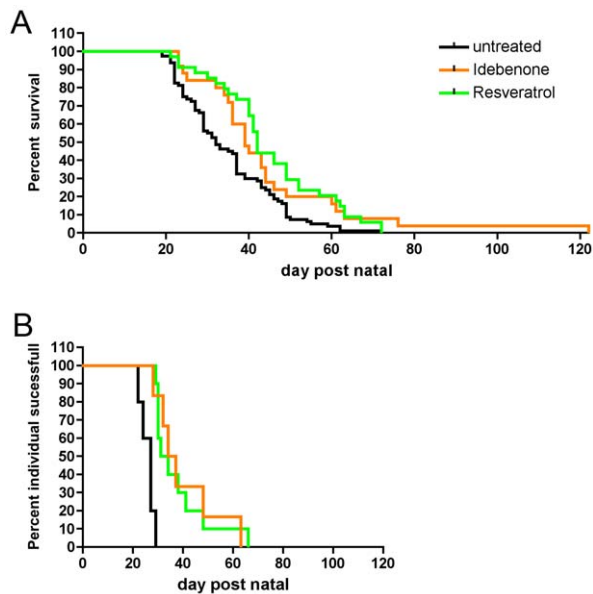 A
110
100
90
80
70
60
50
40
30
20
10
0
Percent survival
0 20 40 60 80 100 120
day post natal
untreated
Idebenone
Resveratrol
B
110
100
90
80
70
60
50
40
30
20
10
0
Percent individual sucessfull
0 20 40 60 80 100 120
day post natal